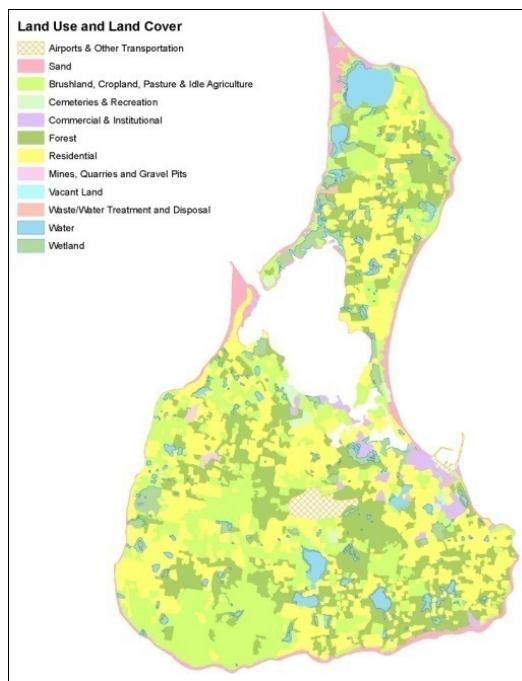 Land Use and Land Cover
Airports & Other Transportation
Sand
Brushland, Cropland, Pasture & Idle Agriculture
Cemeteries & Recreation
Commercial & Institutional
Forest
Residential
Mines, Quarries and Gravel Pits
Vacant Land
Waste/Water Treatment and Disposal
Water
Wetland